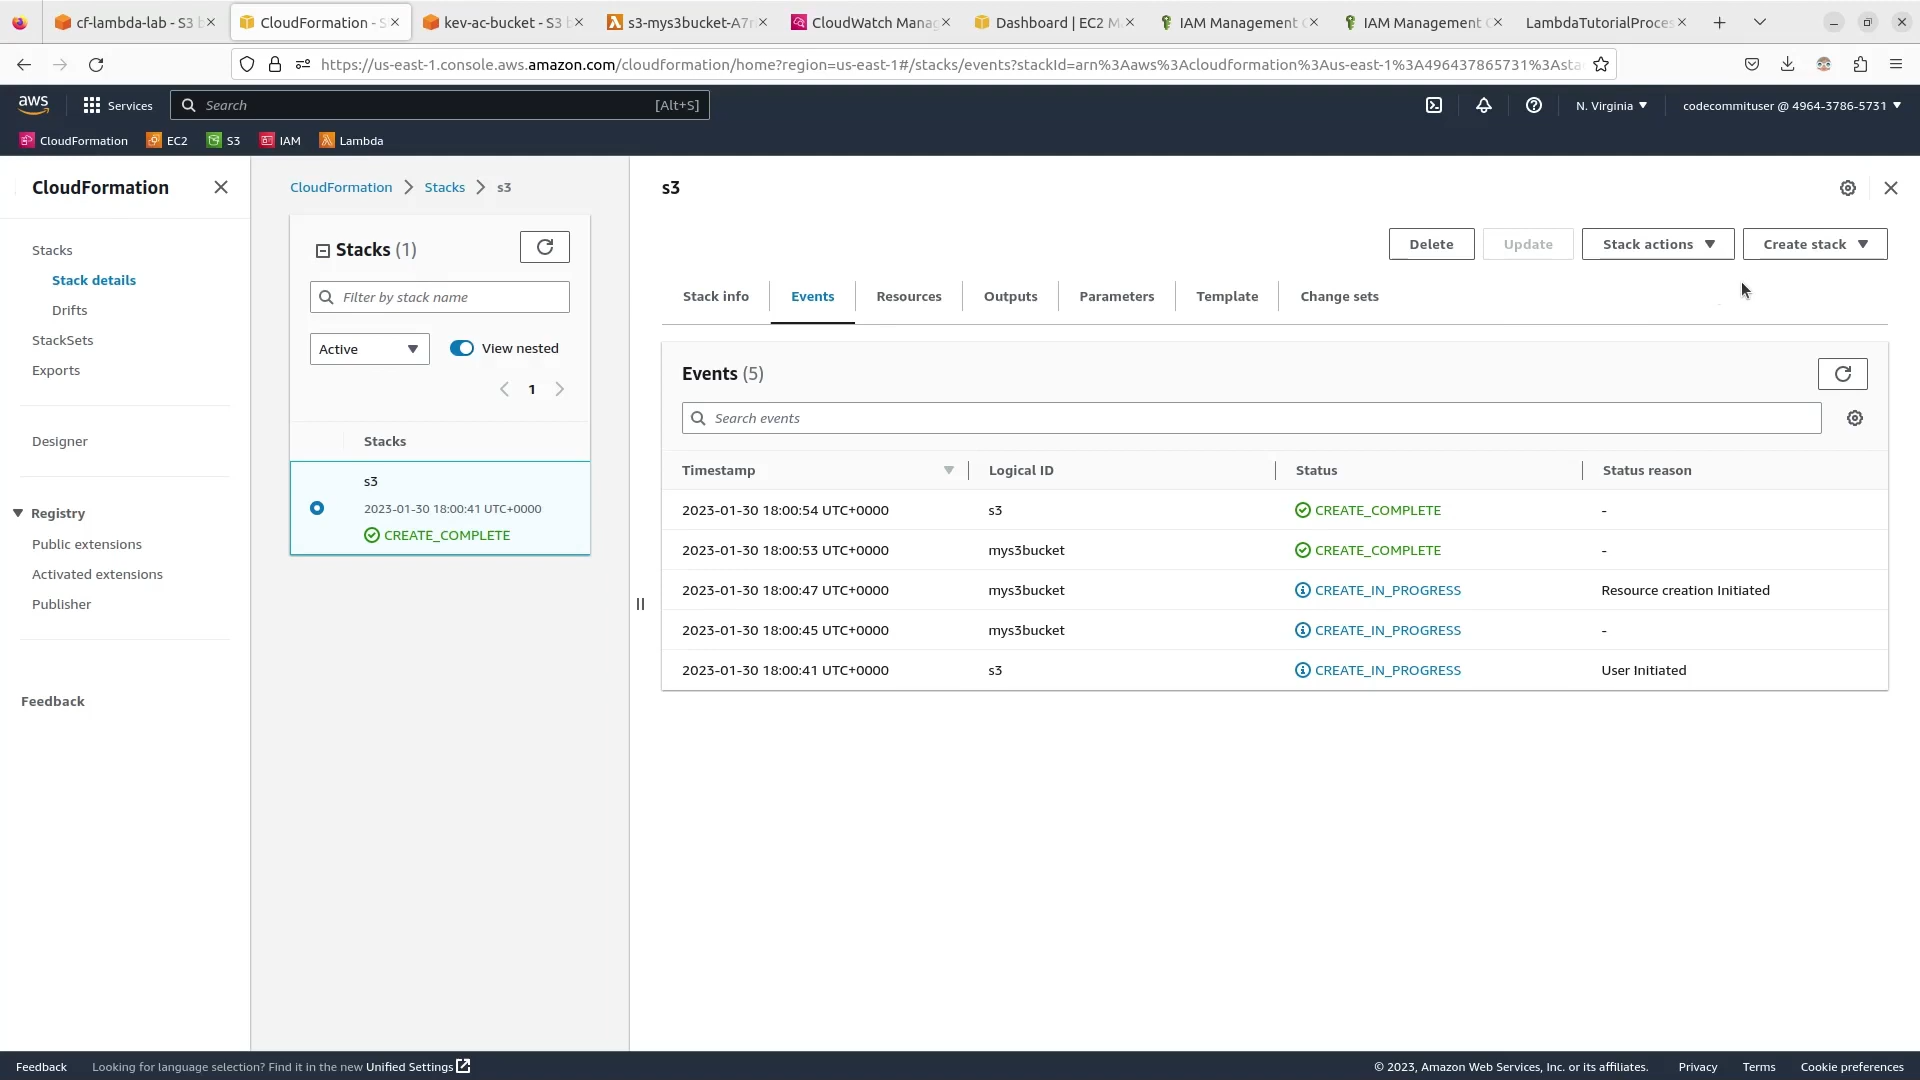 cf-lambda-lab - S3 b
CloudFormation - S
kev-ac-bucket - S3 b
s3-mys3bucket-A7r
CloudWatch Manag
Dashboard | EC2 M
IAM Management C
IAM Management C
LambdaTutorialProces
https://us-east-1.console.aws.amazon.com/cloudformation/home?region=us-east-1#/stacks/events?stackId=arn%3Aaws%3Acloudformation%3Aus-east-1%3A496437865731%3Asta
aws
Services
Search
[Alt+S]
N. Virginia
codecommituser @ 4964-3786-5731
CloudFormation
EC2
S3
IAM
Lambda
CloudFormation
Stacks
Stack details
Drifts
StackSets
Exports
Designer
Registry
Public extensions
Activated extensions
Publisher
Feedback
CloudFormation > Stacks > s3
Stacks (1)
Filter by stack name
Active
View nested
1
Stacks
s3
2023-01-30 18:00:41 UTC+0000
CREATE_COMPLETE
s3
Delete
Update
Stack actions
Create stack
Stack info
Events
Resources
Outputs
Parameters
Template
Change sets
Events (5)
Search events
Timestamp Logical ID Status Status reason
2023-01-30 18:00:54 UTC+0000 s3 CREATE_COMPLETE -
2023-01-30 18:00:53 UTC+0000 mys3bucket CREATE_COMPLETE -
2023-01-30 18:00:47 UTC+0000 mys3bucket CREATE_IN_PROGRESS Resource creation Initiated
2023-01-30 18:00:45 UTC+0000 mys3bucket CREATE_IN_PROGRESS -
2023-01-30 18:00:41 UTC+0000 s3 CREATE_IN_PROGRESS User Initiated
Feedback
Looking for language selection? Find it in the new Unified Settings
© 2023, Amazon Web Services, Inc. or its affiliates.
Privacy
Terms
Cookie preferences